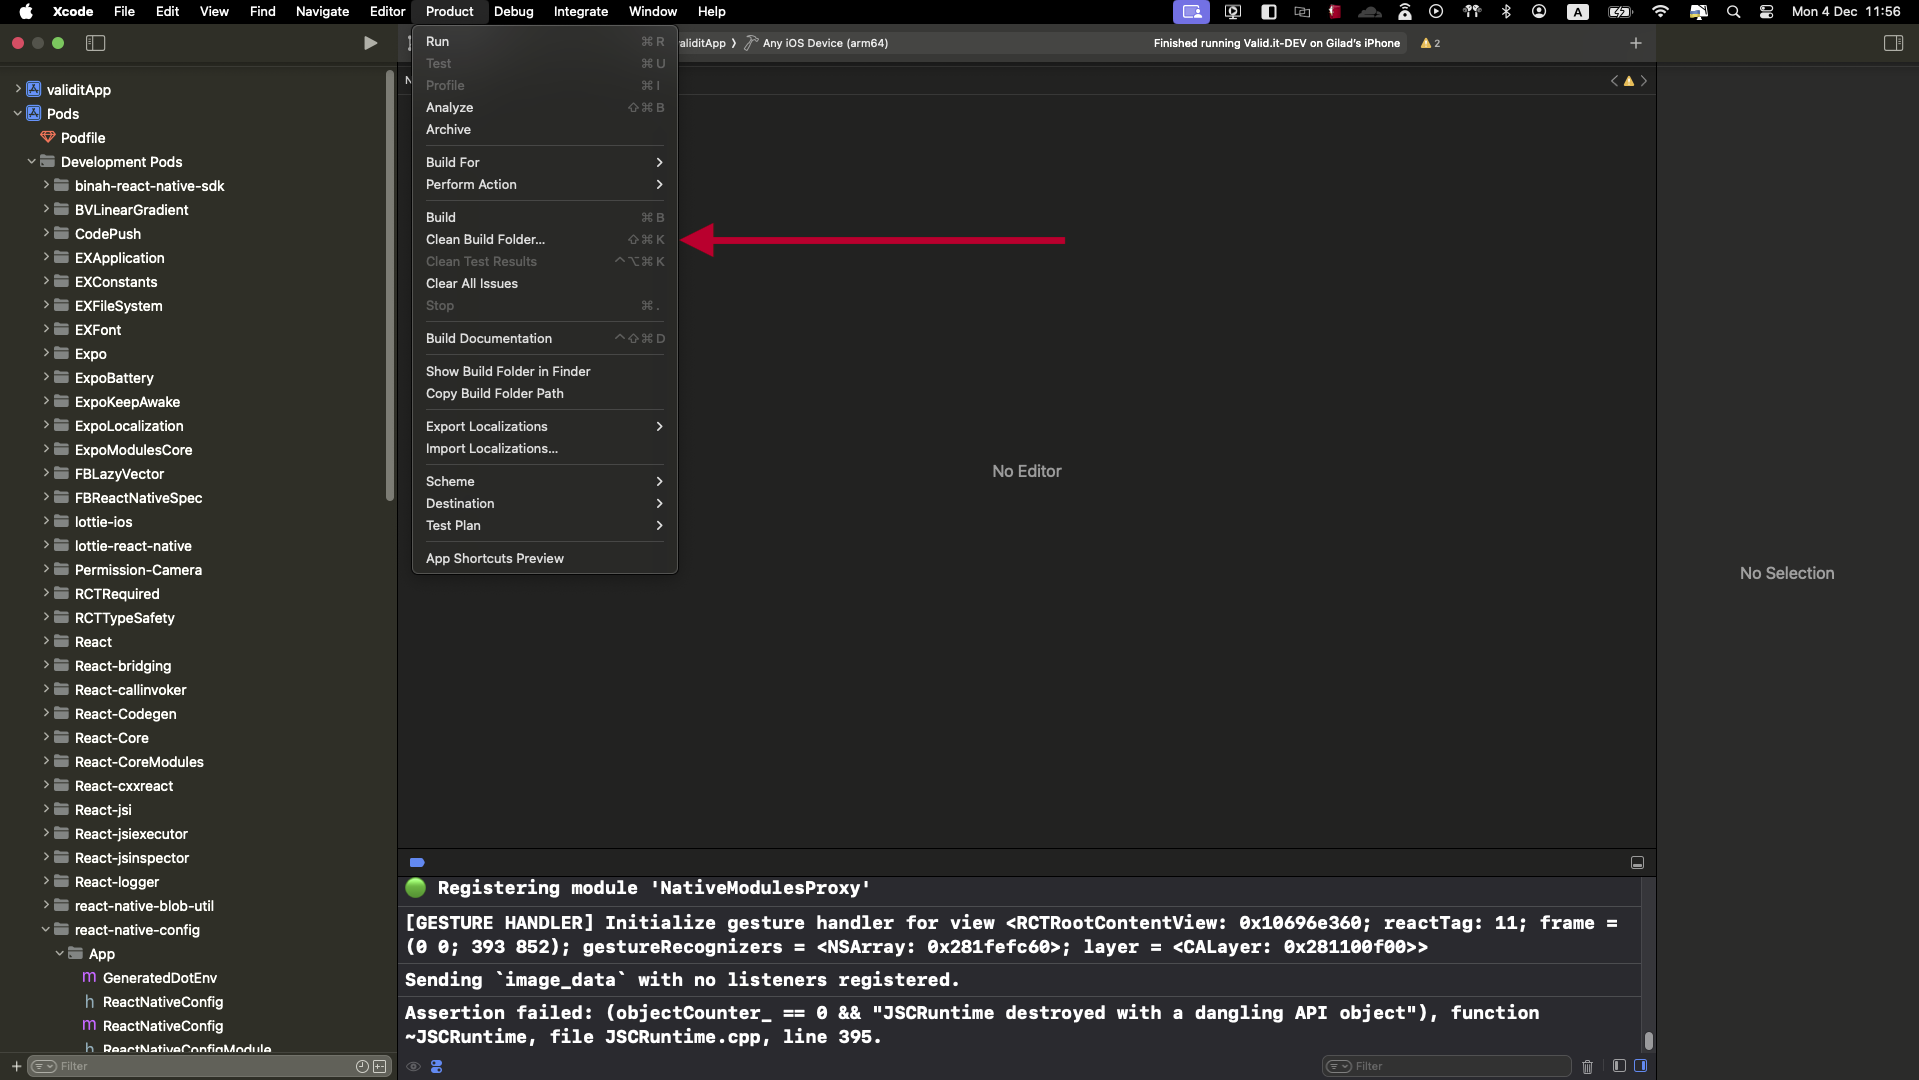 Xcode File Edit View Find Navigate Editor Product Debug Integrate Window Help A Mon 4 Dec 11:56
validitApp
Pods
Podfile
Development Pods
binah-react-native-sdk
BVLinearGradient
CodePush
EXApplication
EXConstants
EXFileSystem
EXFont
Expo
ExpoBattery
ExpoKeepAwake
ExpoLocalization
ExpoModulesCore
FBLazyVector
FBReactNativeSpec
lottie-ios
lottie-react-native
Permission-Camera
RCTRequired
RCTTypeSafety
React
React-bridging
React-callinvoker
React-Codegen
React-Core
React-CoreModules
React-cxxreact
React-jsi
React-jsiexecutor
React-jsinspector
React-logger
react-native-blob-util
react-native-config
App
m GeneratedDotEnv
h ReactNativeConfig
m ReactNativeConfig
h ReactNativeConfigModule
Filter
Run ⌘ R
Test ⌘ U
Profile ⌘ I
Analyze ⇧ ⌘ B
Archive
Build For
Perform Action
Build ⌘ B
Clean Build Folder... ⇧ ⌘ K
Clean Test Results ^ ⌥ ⌘ K
Clear All Issues
Stop ⌘ .
Build Documentation ^ ⇧ ⌘ D
Show Build Folder in Finder
Copy Build Folder Path
Export Localizations
Import Localizations...
Scheme
Destination
Test Plan
App Shortcuts Preview
aliditApp ⟩ Any iOS Device (arm64)
Finished running Valid.it-DEV on Gilad's iPhone
2
N
No Editor
No Selection
Registering module 'NativeModulesProxy'
[GESTURE HANDLER] Initialize gesture handler for view <RCTRootContentView: 0x10696e360; reactTag: 11; frame =
(0 0; 393 852); gestureRecognizers = <NSArray: 0x281fefc60>; layer = <CALayer: 0x281100f00>>
Sending `image_data` with no listeners registered.
Assertion failed: (objectCounter_ == 0 && "JSCRuntime destroyed with a dangling API object"), function
~JSCRuntime, file JSCRuntime.cpp, line 395.
Filter